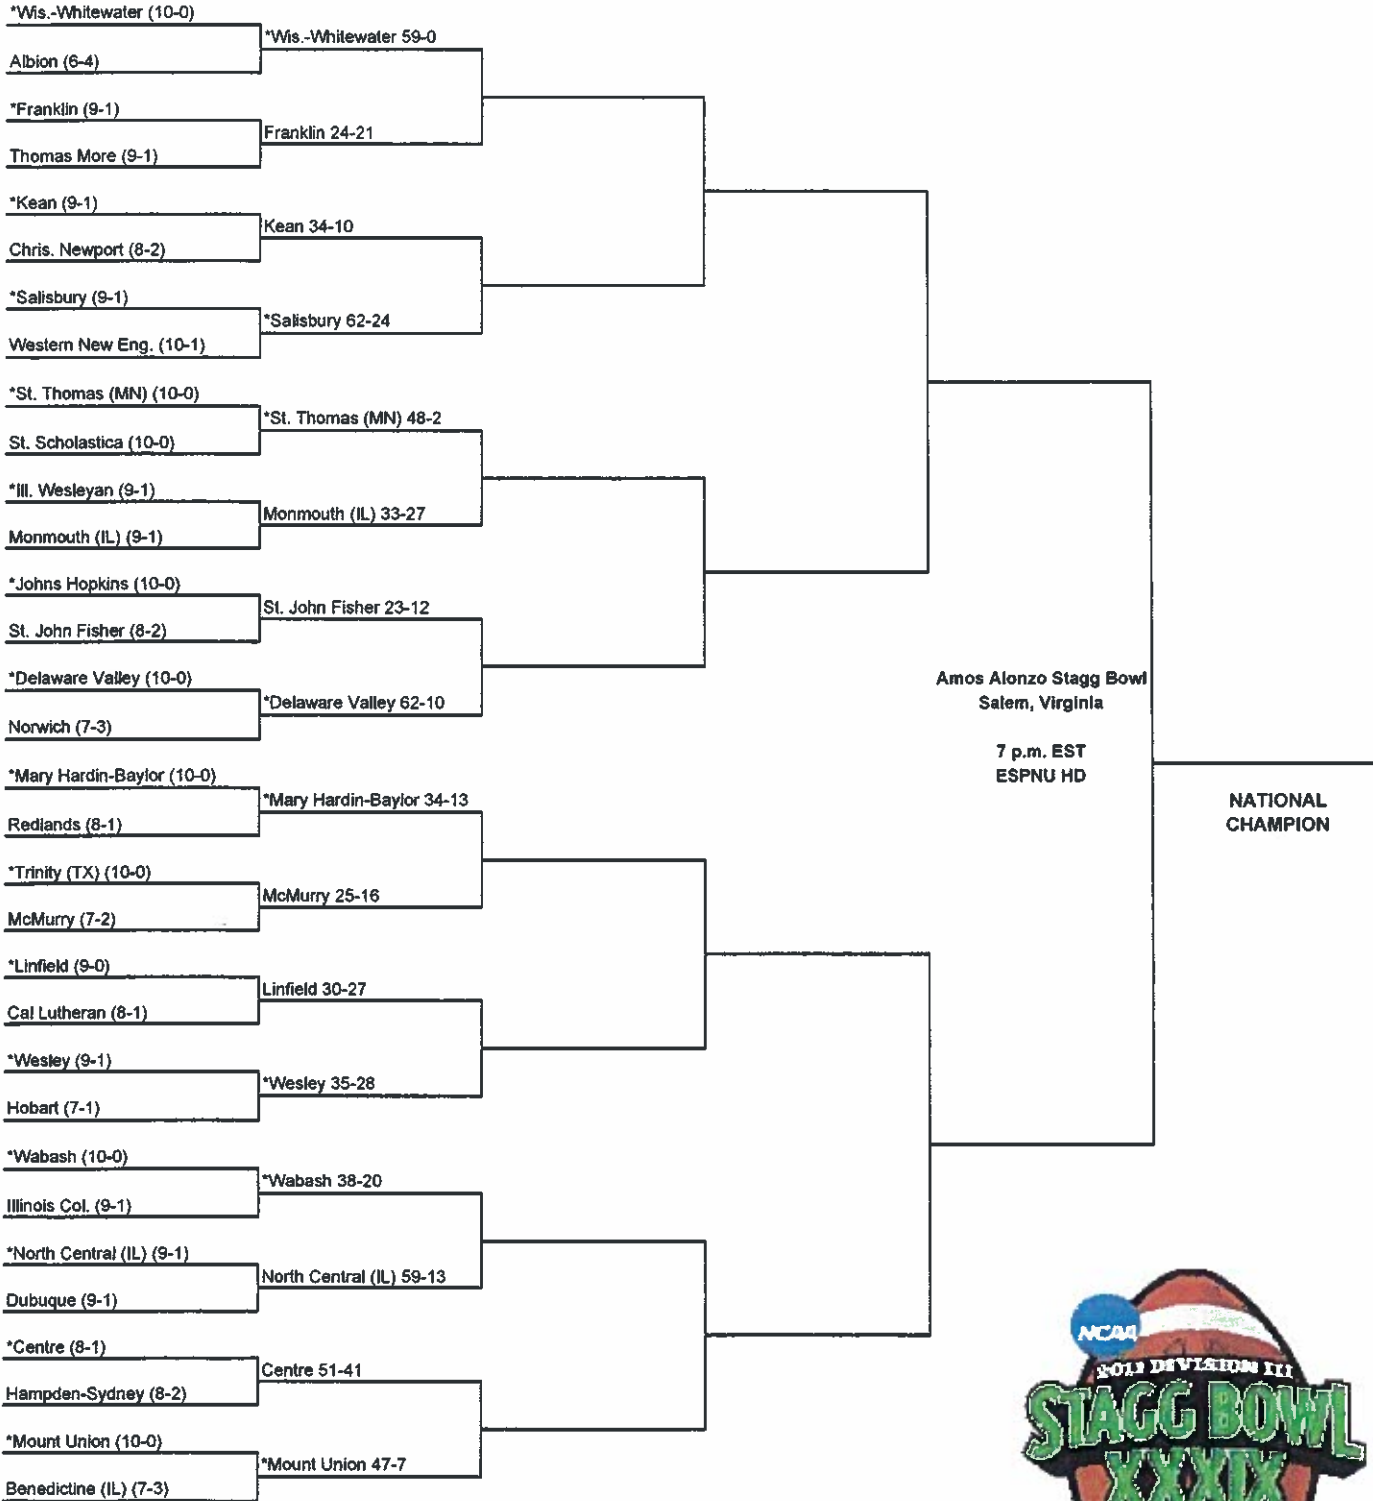 *Wis.-Whitewater (10-0)
*Wis.-Whitewater 59-0
Albion (6-4)
*Franklin (9-1)
Franklin 24-21
Thomas More (9-1)
*Kean (9-1)
Kean 34-10
Chris. Newport (8-2)
*Salisbury (9-1)
*Salisbury 62-24
Western New Eng. (10-1)
*St. Thomas (MN) (10-0)
*St. Thomas (MN) 48-2
St. Scholastica (10-0)
*Ill. Wesleyan (9-1)
Monmouth (IL) 33-27
Monmouth (IL) (9-1)
*Johns Hopkins (10-0)
St. John Fisher 23-12
St. John Fisher (8-2)
*Delaware Valley (10-0)
*Delaware Valley 62-10
Norwich (7-3)
*Mary Hardin-Baylor (10-0)
*Mary Hardin-Baylor 34-13
Redlands (8-1)
*Trinity (TX) (10-0)
McMurry 25-16
McMurry (7-2)
*Linfield (9-0)
Linfield 30-27
Cal Lutheran (8-1)
*Wesley (9-1)
*Wesley 35-28
Hobart (7-1)
*Wabash (10-0)
*Wabash 38-20
Illinois Col. (9-1)
*North Central (IL) (9-1)
North Central (IL) 59-13
Dubuque (9-1)
*Centre (8-1)
Centre 51-41
Hampden-Sydney (8-2)
*Mount Union (10-0)
*Mount Union 47-7
Benedictine (IL) (7-3)
Amos Alonzo Stagg Bowl
Salem, Virginia
7 p.m. EST
ESPNU HD
NATIONAL
CHAMPION
NCAA
2011 DIVISION III
STAGG BOWL
XXXIX